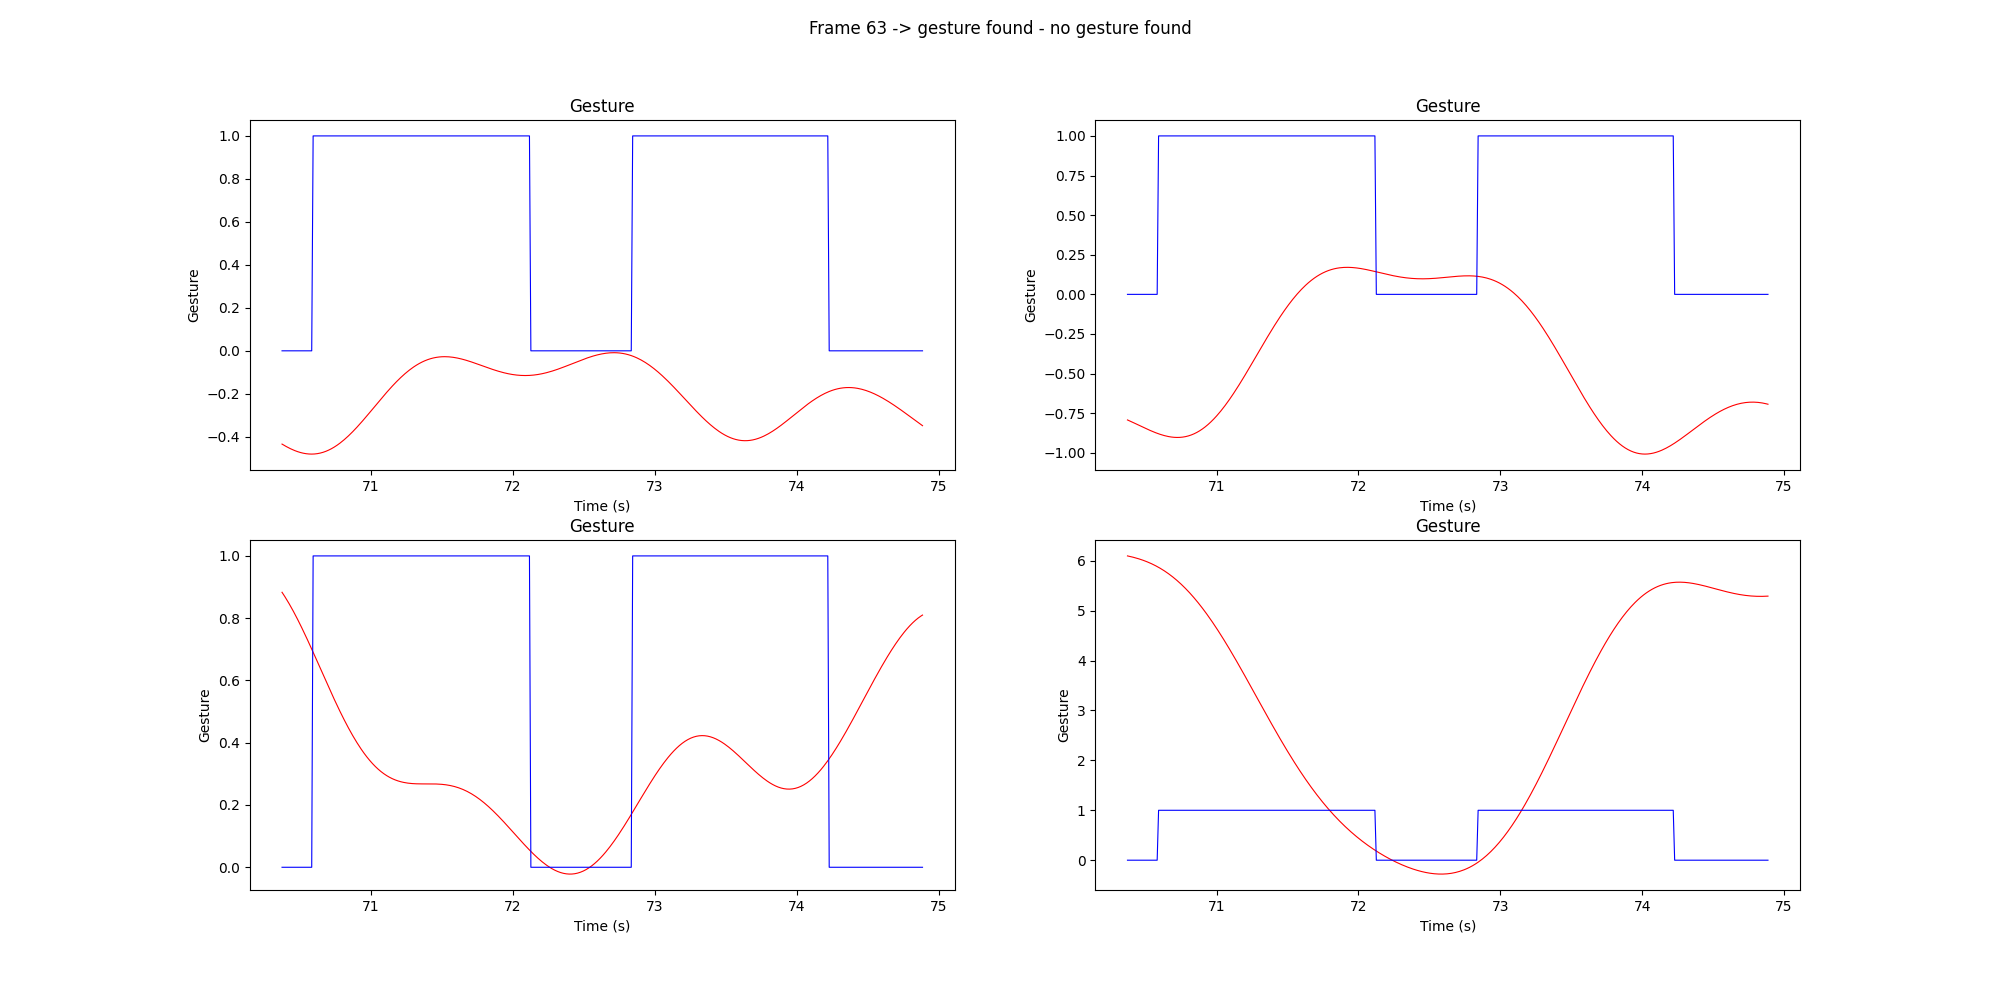 Frame 63 -> gesture found - no gesture found
Gesture
1.0
0.8
0.6
0.4
0.2
0.0
−0.2
−0.4
Gesture
71 72 73 74 75
Time (s)
Gesture
1.00
0.75
0.50
0.25
0.00
−0.25
−0.50
−0.75
−1.00
Gesture
71 72 73 74 75
Time (s)
Gesture
1.0
0.8
0.6
0.4
0.2
0.0
Gesture
71 72 73 74 75
Time (s)
Gesture
6
5
4
3
2
1
0
Gesture
71 72 73 74 75
Time (s)